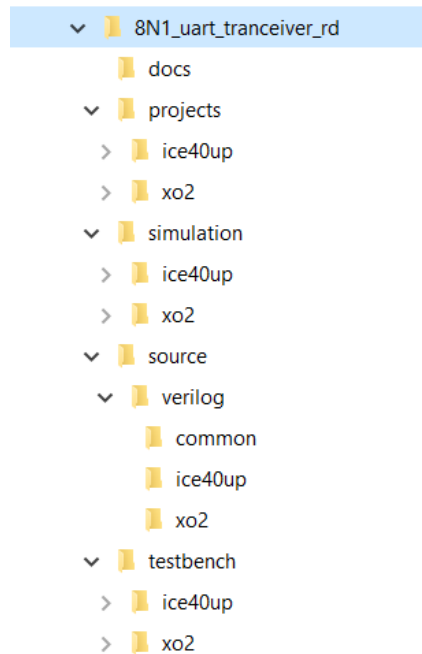 8N1_uart_tranceiver_rd
docs
projects
ice40up
xo2
simulation
ice40up
xo2
source
verilog
common
ice40up
xo2
testbench
ice40up
xo2